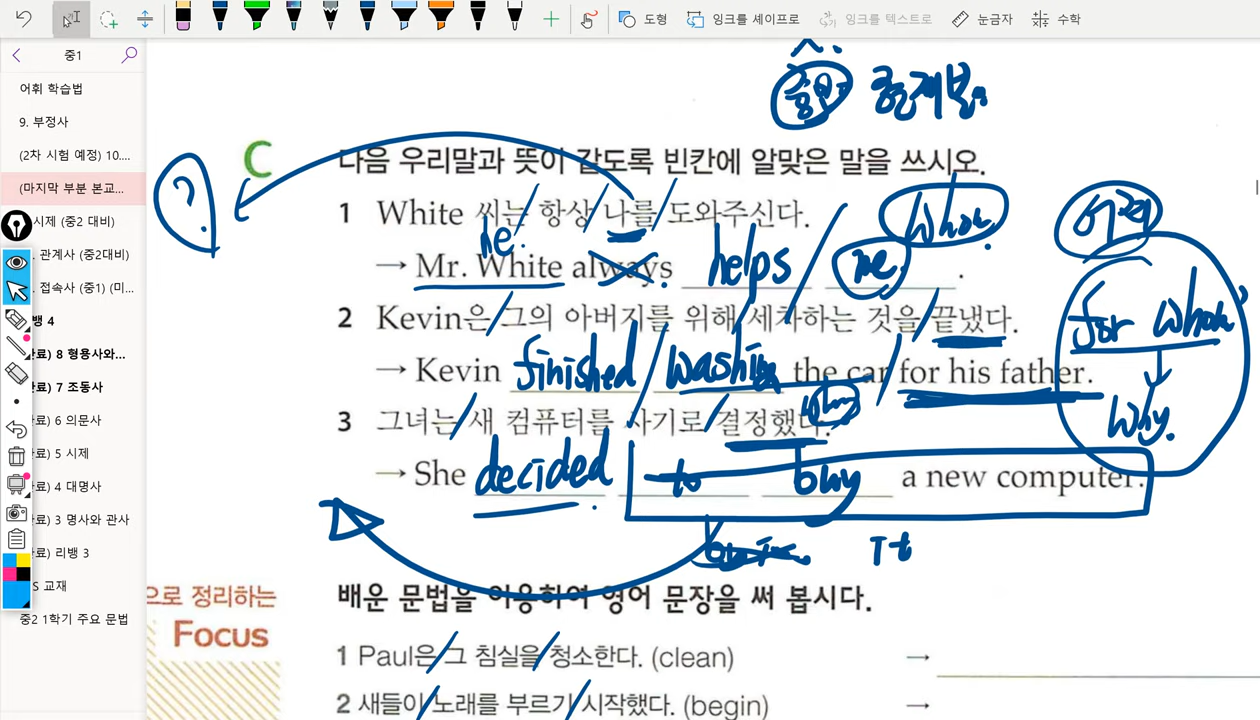 도형
잉크를 셰이프로
잉크를 텍스트로
눈금자
수학
중1
어휘 학습법
9. 부정사
(2차 시험 예정) 10....
(마지막 부분 본교...
시제 (중2 대비)
. 관계사 (중2대비)
. 접속사 (중1) (미...
뱅 4
료) 8 형용사와...
료) 7 조동사
료) 6 의문사
료) 5 시제
료) 4 대명사
료) 3 명사와 관사
료) 리뱅 3
S 교재
중2 1학기 주요 문법
C
다음 우리말과 뜻이 같도록 빈칸에 알맞은 말을 쓰시오.
?
1 White 씨는 항상 나를 도와주신다.
he
whom
→ Mr. White always helps me .
2 Kevin은 그의 아버지를 위해 세차하는 것을 끝냈다.
for whom
→ Kevin finished washing the car for his father.
why
3 그녀는 새 컴퓨터를 사기로 결정했다.
→ She decided to buy a new computer.
It
으로 정리하는
Focus
배운 문법을 이용하여 영어 문장을 써 봅시다.
1 Paul은 그 침실을 청소한다. (clean) →
2 새들이 노래를 부르기 시작했다. (begin) →